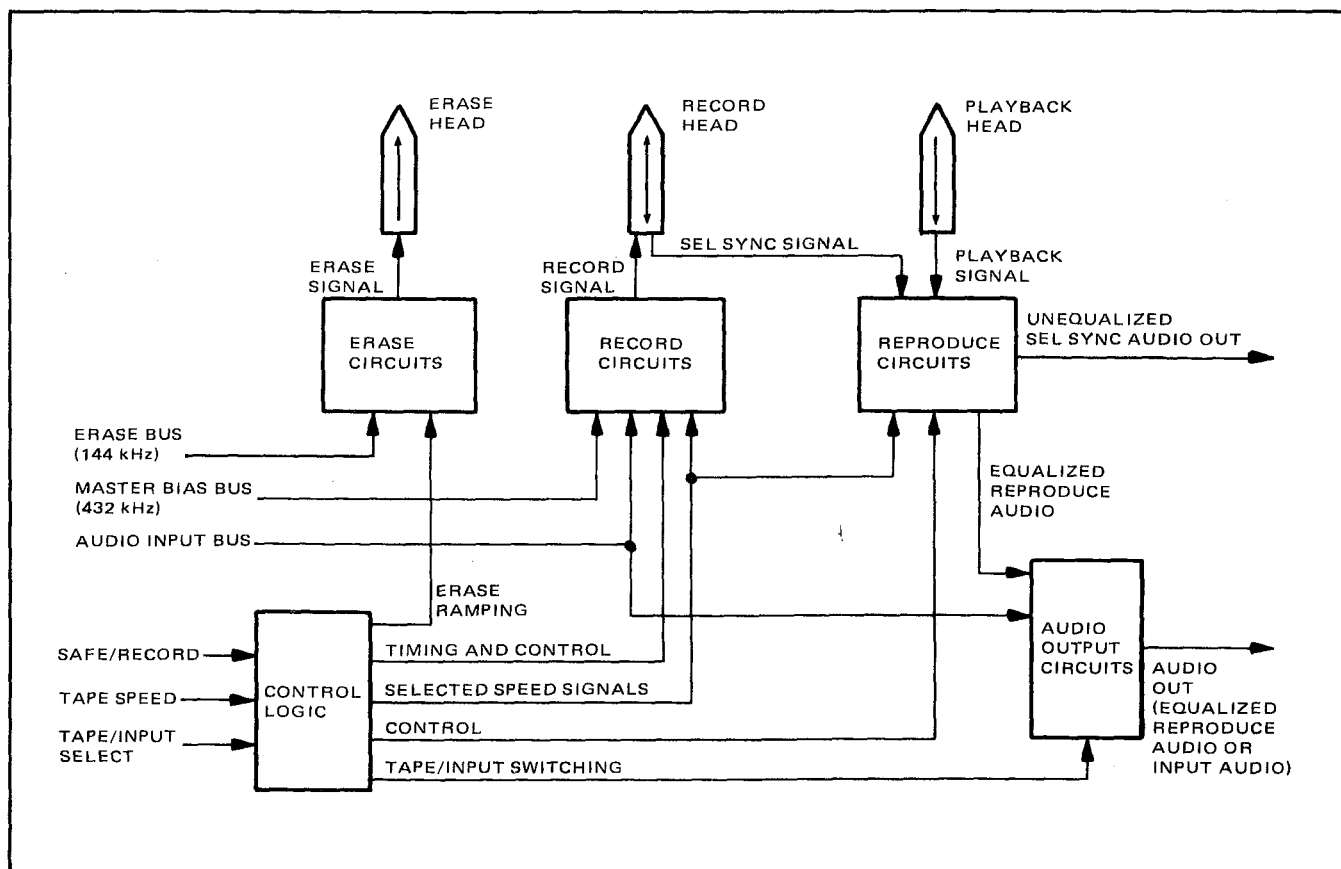 ERASE
HEAD
RECORD
HEAD
PLAYBACK
HEAD
SEL SYNC SIGNAL
ERASE
SIGNAL
RECORD
SIGNAL
PLAYBACK
SIGNAL
ERASE
CIRCUITS
RECORD
CIRCUITS
REPRODUCE
CIRCUITS
UNEQUALIZED
SEL SYNC AUDIO OUT
ERASE BUS
(144 kHz)
MASTER BIAS BUS
(432 kHz)
AUDIO INPUT BUS
EQUALIZED
REPRODUCE
AUDIO
ERASE
RAMPING
SAFE/RECORD
TAPE SPEED
TAPE/INPUT
SELECT
CONTROL
LOGIC
TIMING AND CONTROL
SELECTED SPEED SIGNALS
CONTROL
TAPE/INPUT SWITCHING
AUDIO
OUTPUT
CIRCUITS
AUDIO
OUT
(EQUALIZED
REPRODUCE
AUDIO OR
INPUT AUDIO)